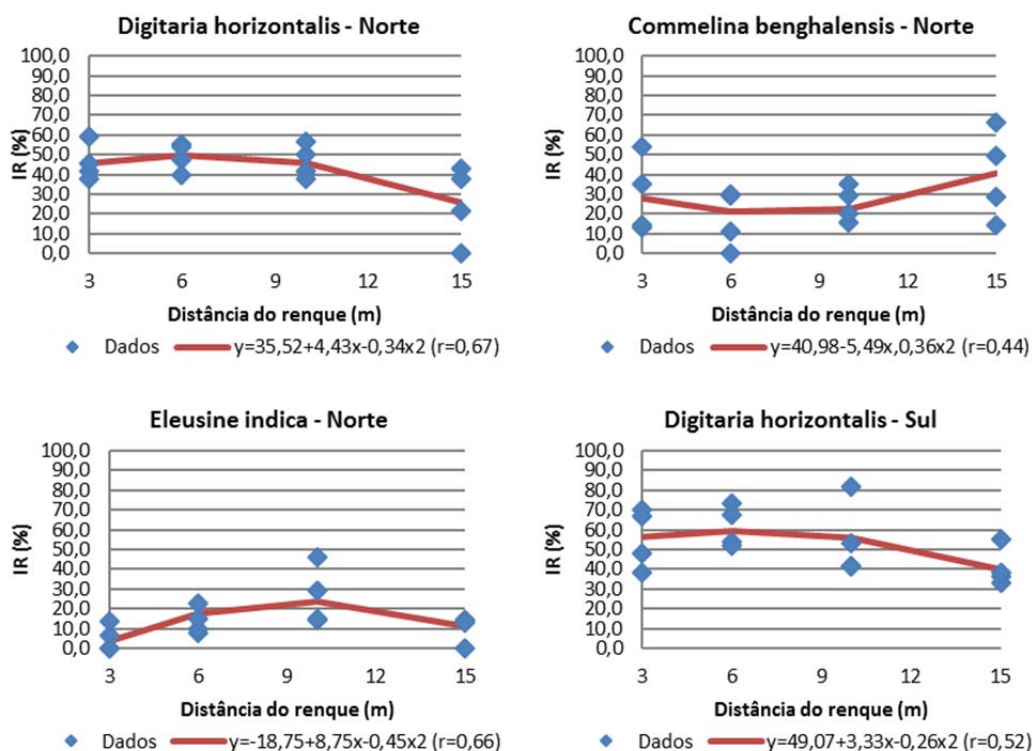 Digitaria horizontalis - Norte
IR (%)
100,0
90,0
80,0
70,0
60,0
50,0
40,0
30,0
20,0
10,0
0,0
3 6 9 12 15
Distância do renque (m)
Dados y=35,52+4,43x-0,34x2 (r=0,67)
Commelina benghalensis - Norte
IR (%)
100,0
90,0
80,0
70,0
60,0
50,0
40,0
30,0
20,0
10,0
0,0
3 6 9 12 15
Distância do renque (m)
Dados y=40,98-5,49x,0,36x2 (r=0,44)
Eleusine indica - Norte
IR (%)
100,0
90,0
80,0
70,0
60,0
50,0
40,0
30,0
20,0
10,0
0,0
3 6 9 12 15
Distância do renque (m)
Dados y=-18,75+8,75x-0,45x2 (r=0,66)
Digitaria horizontalis - Sul
IR (%)
100,0
90,0
80,0
70,0
60,0
50,0
40,0
30,0
20,0
10,0
0,0
3 6 9 12 15
Distância do renque (m)
Dados y=49,07+3,33x-0,26x2 (r=0,52)